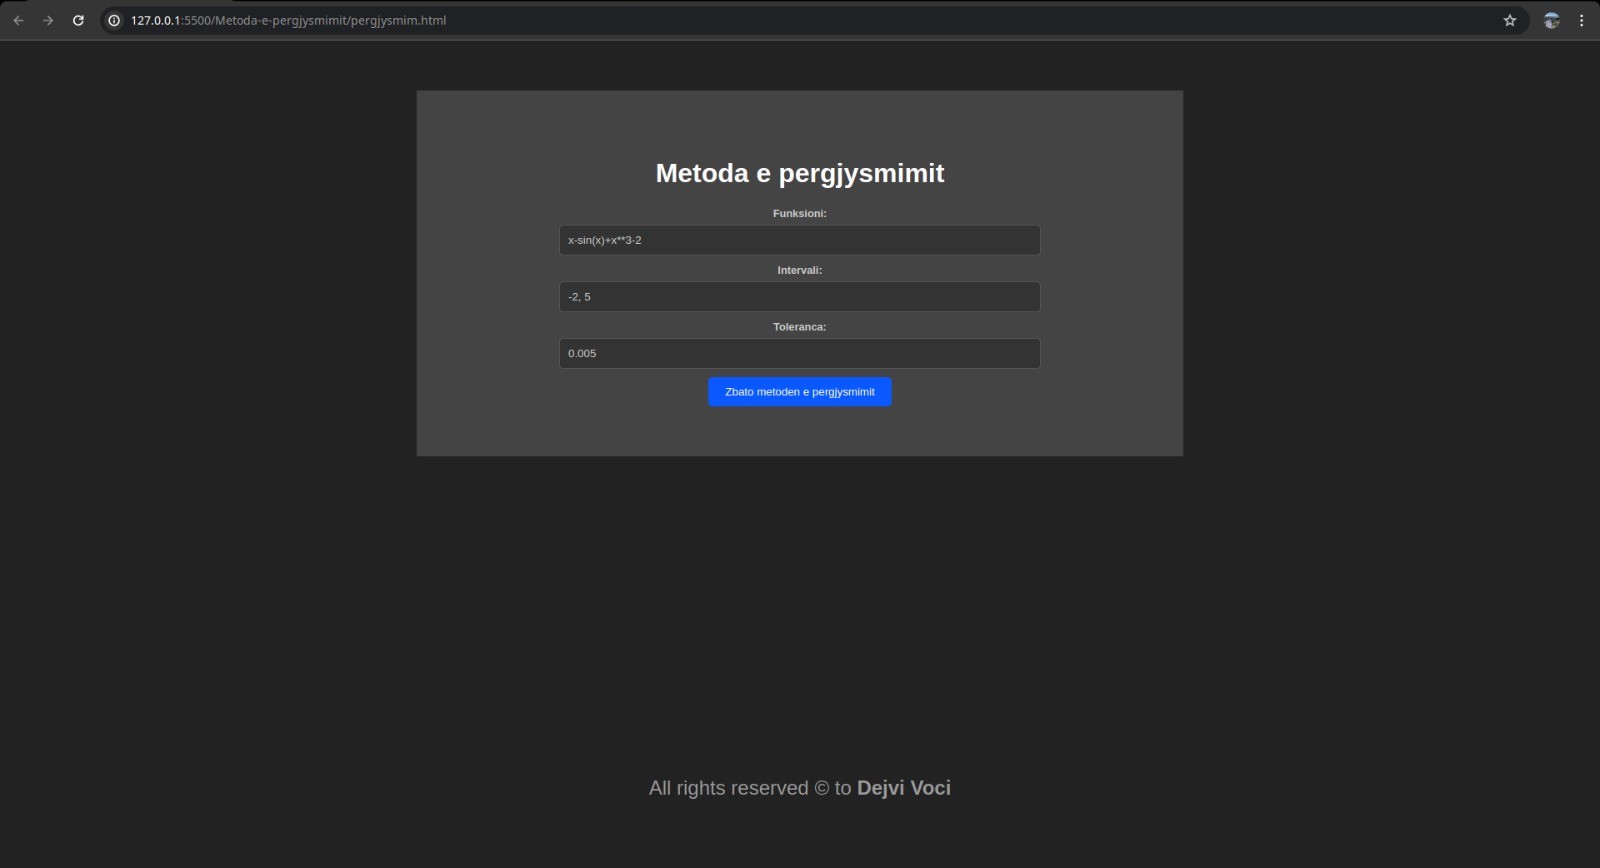 127.0.0.1:5500/Metoda-e-pergjysmimit/pergjysmim.html
Metoda e pergjysmimit
Funksioni:
x-sin(x)+x**3-2
Intervali:
-2, 5
Toleranca:
0.005
Zbato metoden e pergjysmimit
All rights reserved © to Dejvi Voci